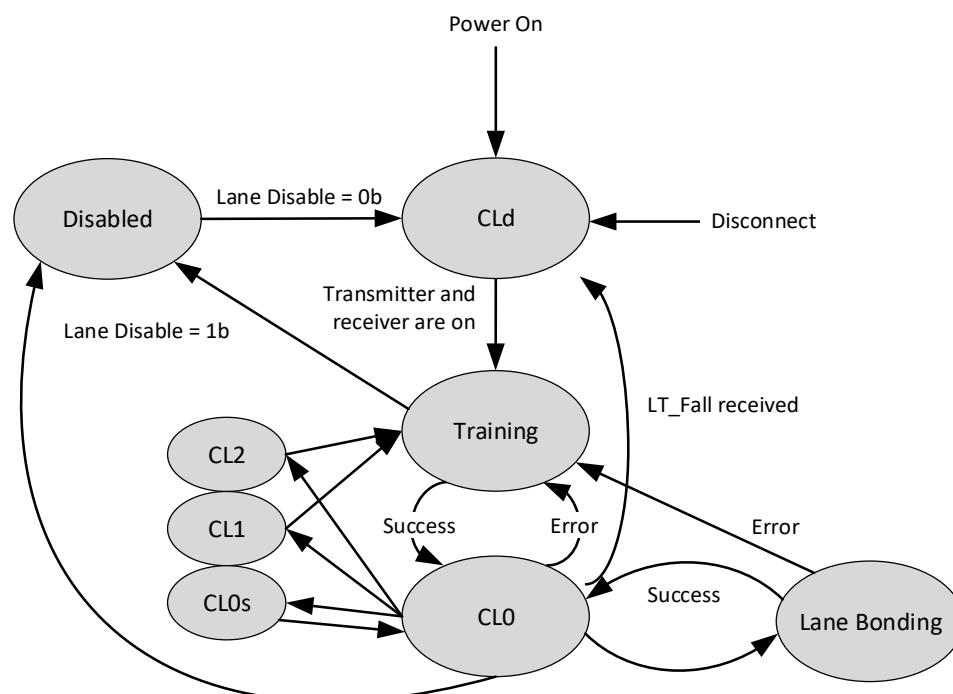 Power On
Lane Disable = 0b
Disabled
CLd
Disconnect
Transmitter and
receiver are on
Lane Disable = 1b
LT_Fall received
Training
CL2
CL1
Success
Error
Error
CL0s
CL0
Success
Lane Bonding